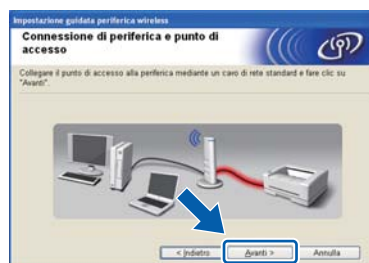 Impostazione guidata periferica wireless
Connessione di periferica e punto di
accesso
Collegare il punto di accesso alla periferica mediante un cavo di rete standard e fare clic su
"Avanti".
< Indietro
Avanti >
Annulla